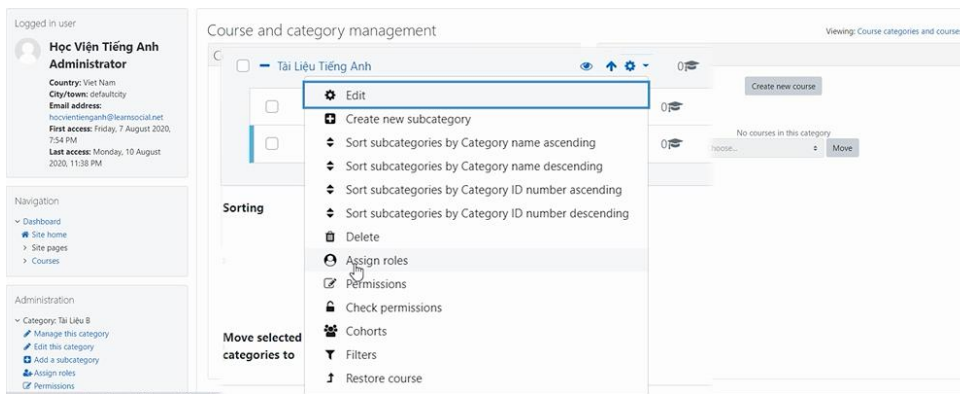 Logged in user
Học Viện Tiếng Anh
Administrator
Country: Viet Nam
City/town: defaultcity
Email address:
hocvientienganh@learnsocial.net
First access: Friday, 7 August 2020,
7:54 PM
Last access: Monday, 10 August
2020, 11:38 PM
Navigation
Dashboard
Site home
Site pages
Courses
Administration
Category: Tài Liệu B
Manage this category
Edit this category
Add a subcategory
Assign roles
Permissions
Course and category management
Viewing: Course categories and course
Tài Liệu Tiếng Anh
0
Edit
Create new subcategory
0
Sort subcategories by Category name ascending
0
Sort subcategories by Category name descending
Sort subcategories by Category ID number ascending
Sort subcategories by Category ID number descending
Delete
Assign roles
Permissions
Check permissions
Cohorts
Filters
Restore course
Sorting
Move selected
categories to
Create new course
No courses in this category
Move